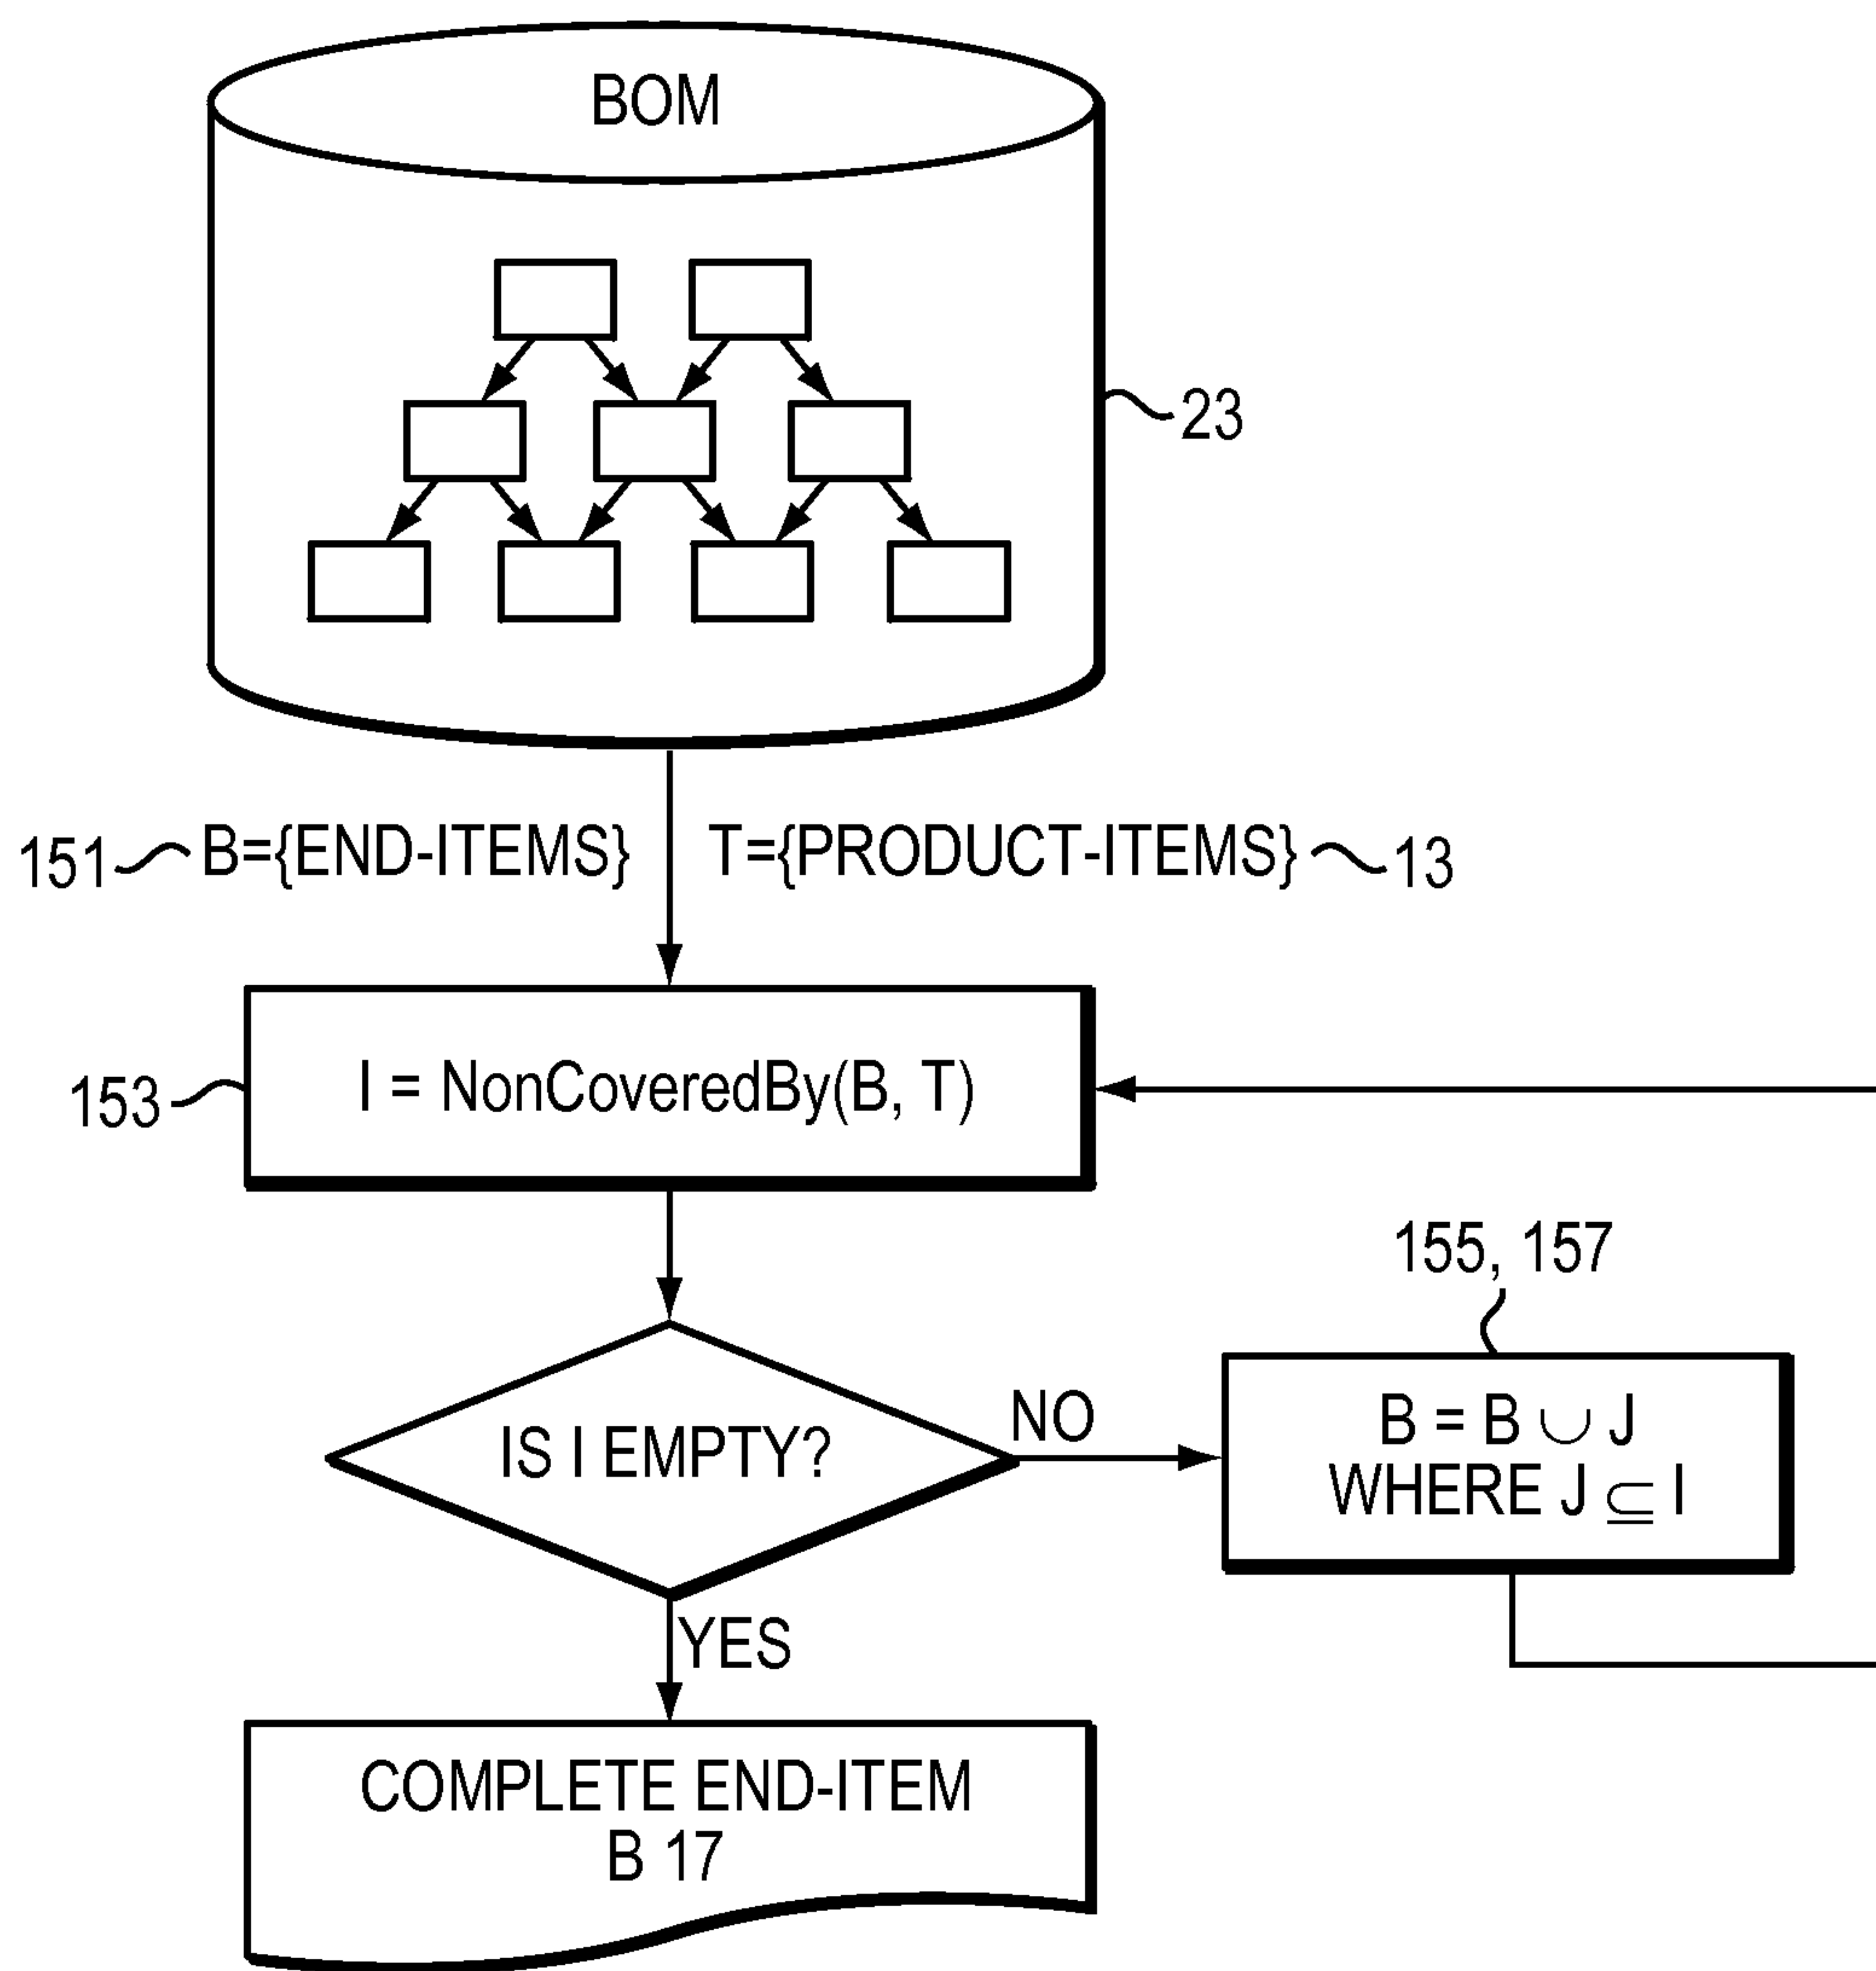 BOM
23
151 B={END-ITEMS} T={PRODUCT-ITEMS} 13
153 I = NonCoveredBy(B, T)
155, 157
IS I EMPTY?
NO
B = B ∪ J
WHERE J ⊆ I
YES
COMPLETE END-ITEM
B 17